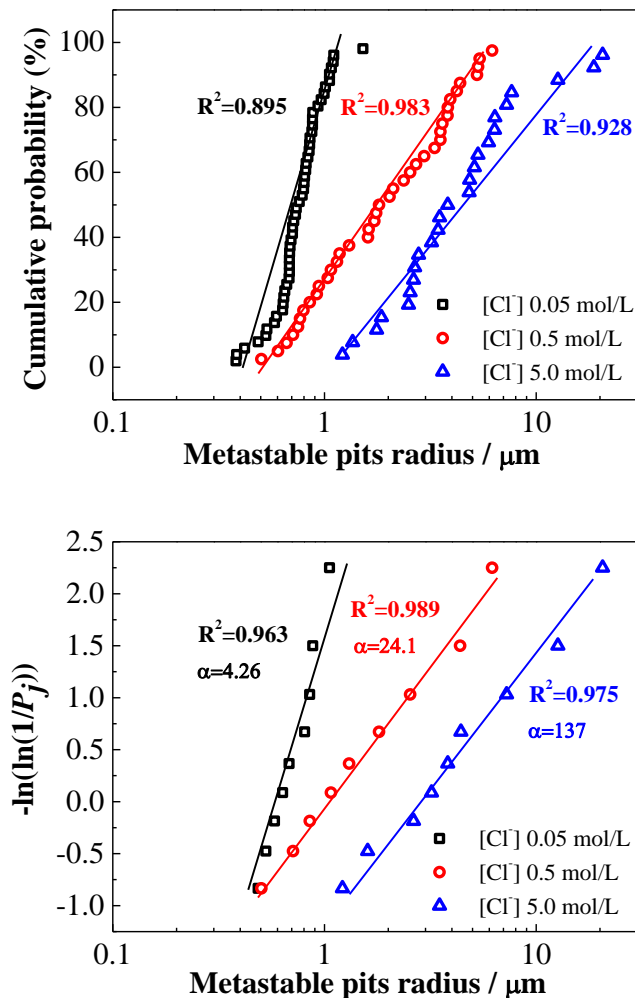 100
80
60
40
20
0
Cumulative probability (%)
R²=0.895
R²=0.983
R²=0.928
[Cl⁻] 0.05 mol/L
[Cl⁻] 0.5 mol/L
[Cl⁻] 5.0 mol/L
0.1
1
10
Metastable pits radius / μm
2.5
2.0
1.5
1.0
0.5
0.0
-0.5
-1.0
-ln(ln(1/Pj))
R²=0.963
α=4.26
R²=0.989
α=24.1
R²=0.975
α=137
[Cl⁻] 0.05 mol/L
[Cl⁻] 0.5 mol/L
[Cl⁻] 5.0 mol/L
0.1
1
10
Metastable pits radius / μm